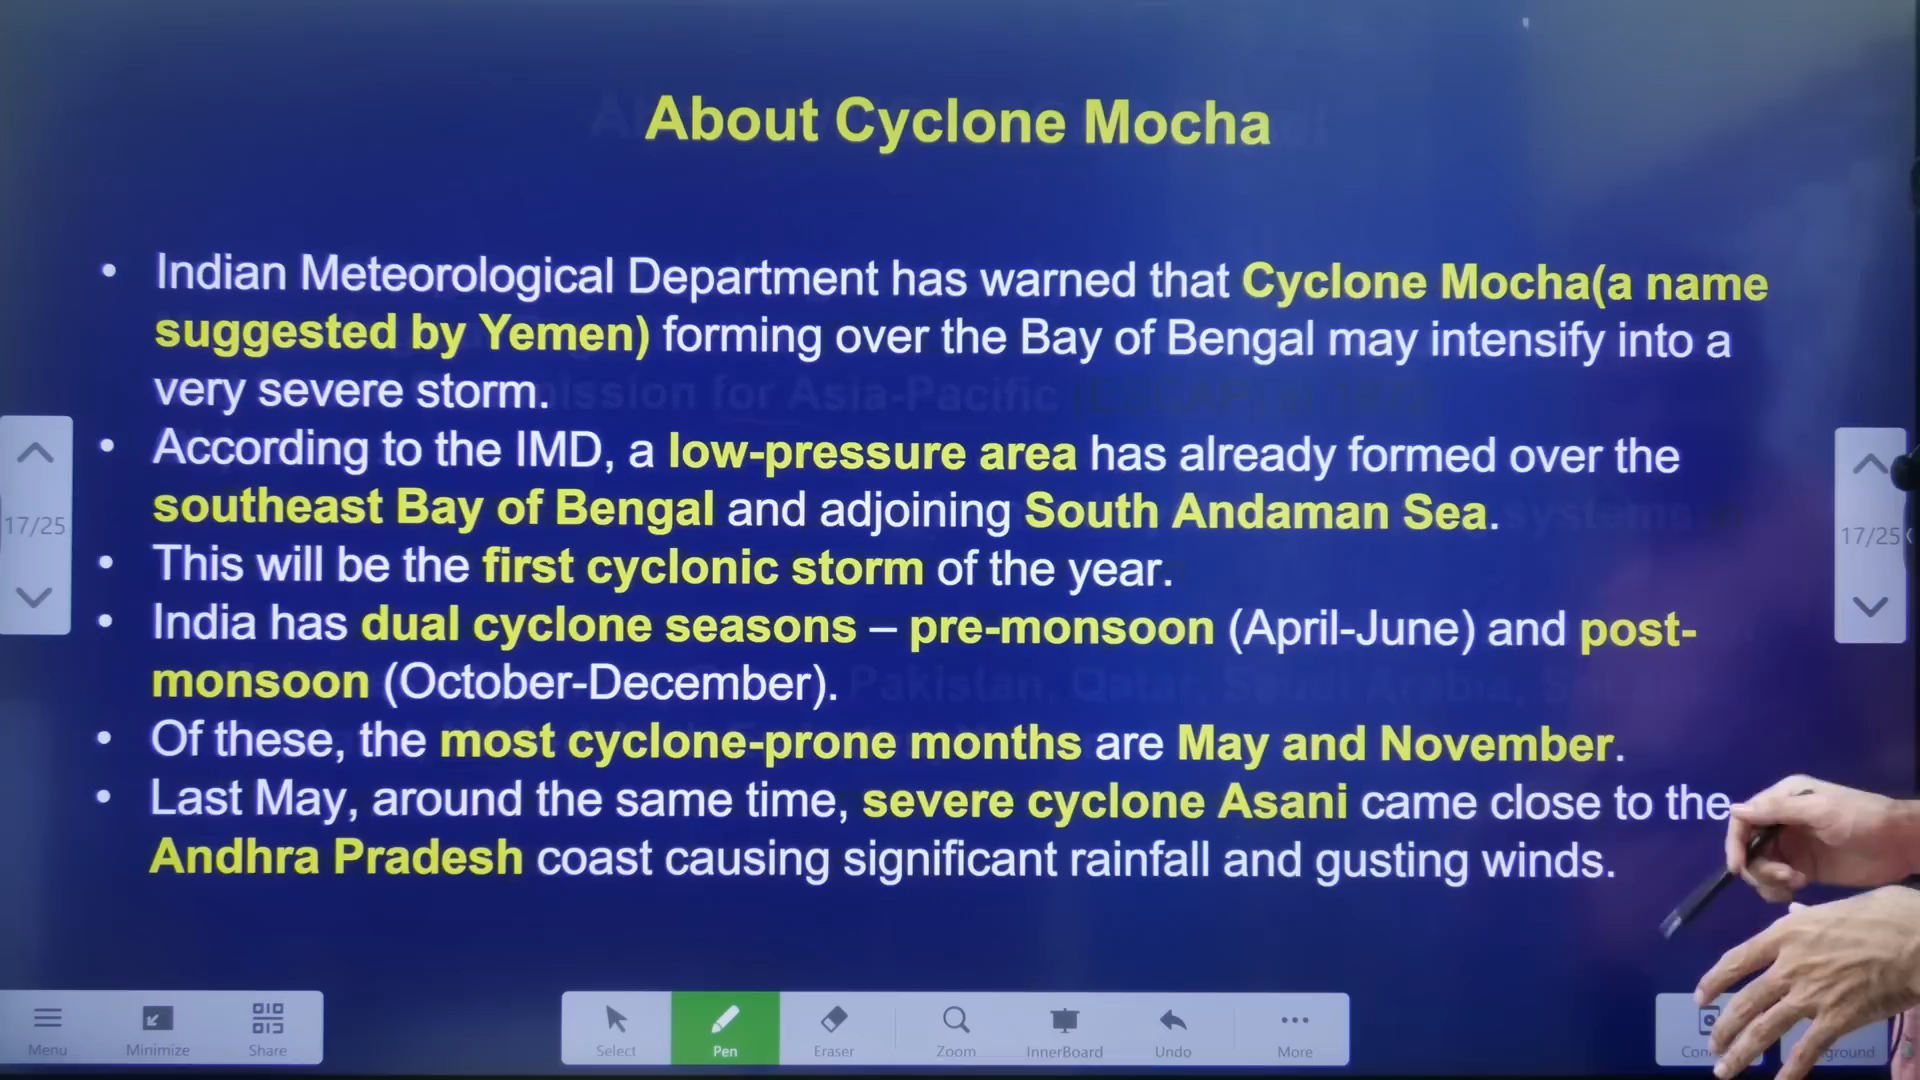 About Cyclone Mocha
• Indian Meteorological Department has warned that Cyclone Mocha(a name
suggested by Yemen) forming over the Bay of Bengal may intensify into a
very severe storm.
• According to the IMD, a low-pressure area has already formed over the
southeast Bay of Bengal and adjoining South Andaman Sea.
• This will be the first cyclonic storm of the year.
• India has dual cyclone seasons – pre-monsoon (April-June) and post-
monsoon (October-December).
• Of these, the most cyclone-prone months are May and November.
• Last May, around the same time, severe cyclone Asani came close to the
Andhra Pradesh coast causing significant rainfall and gusting winds.
17/25
17/25
Menu Minimize Share Select Pen Eraser Zoom InnerBoard Undo More